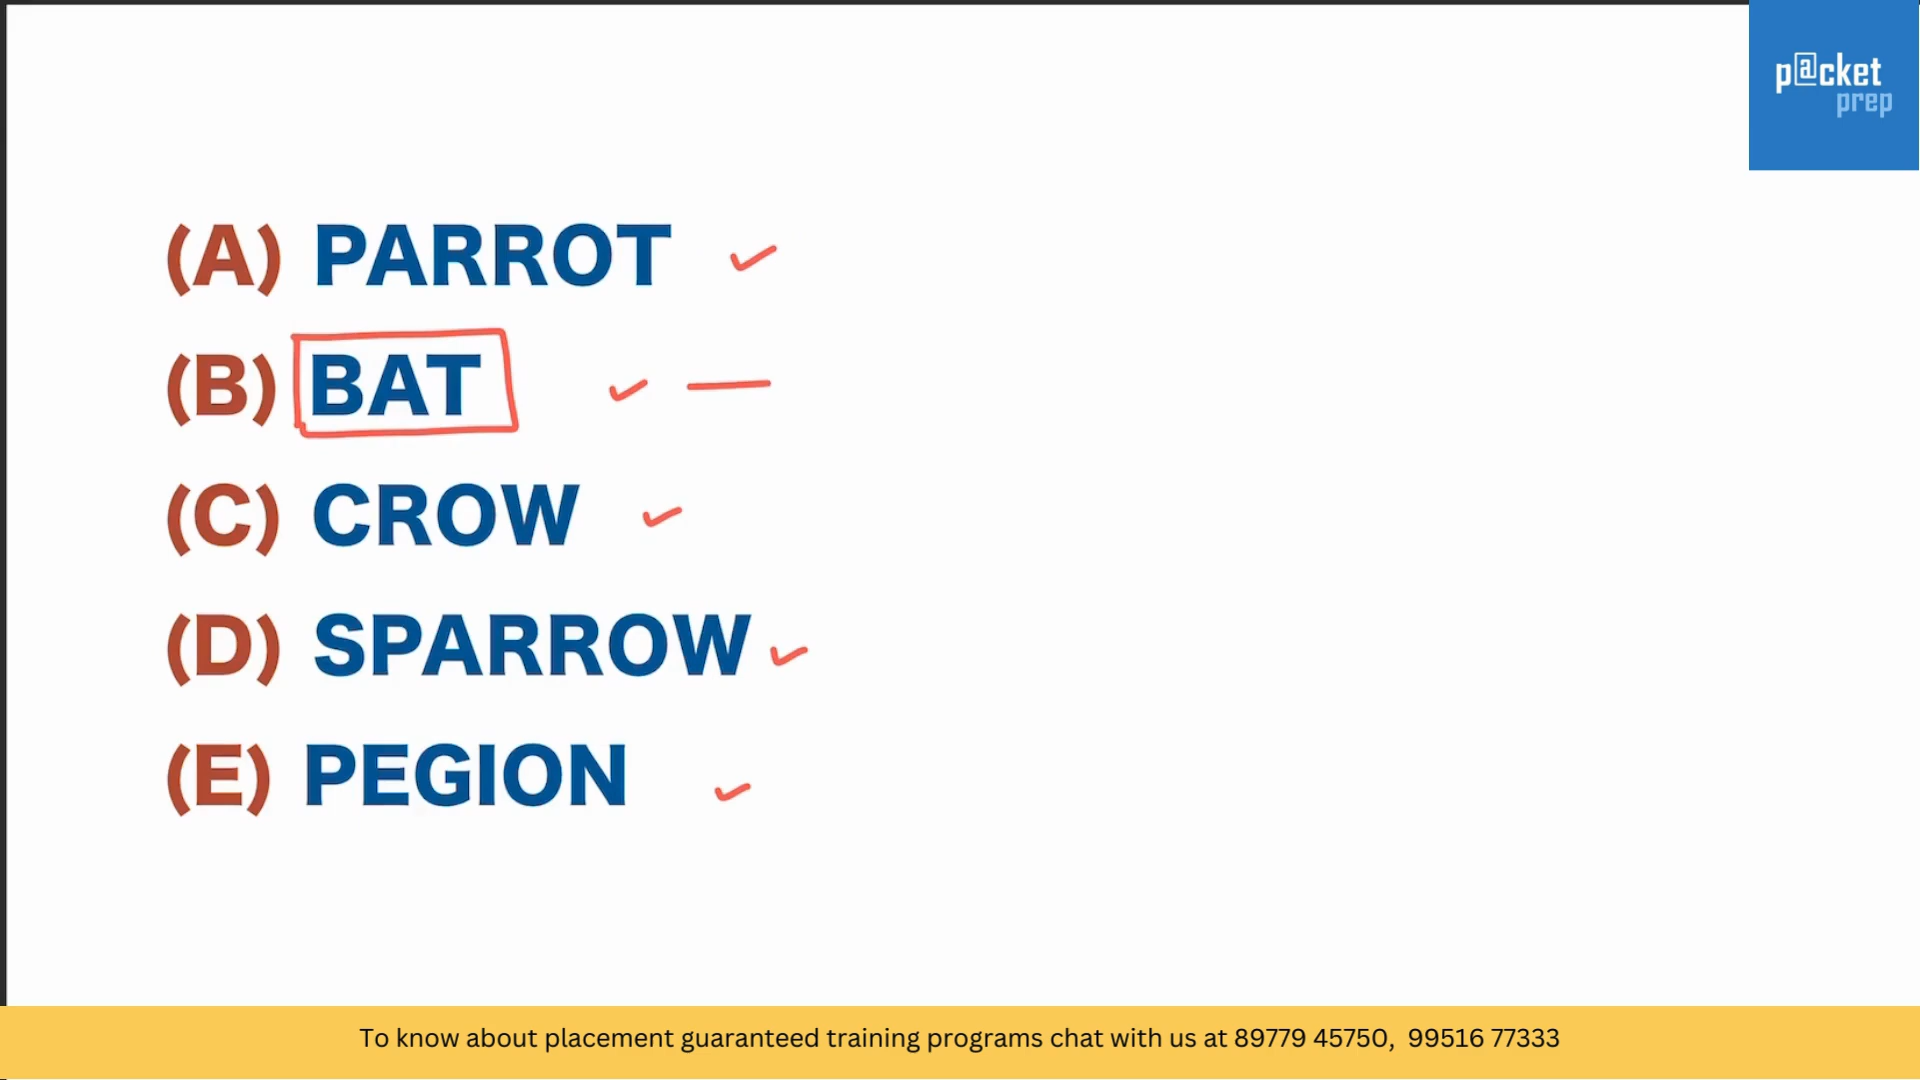 p@cket
prep
(A) PARROT
(B) BAT
(C) CROW
(D) SPARROW
(E) PEGION
To know about placement guaranteed training programs chat with us at 89779 45750, 99516 77333